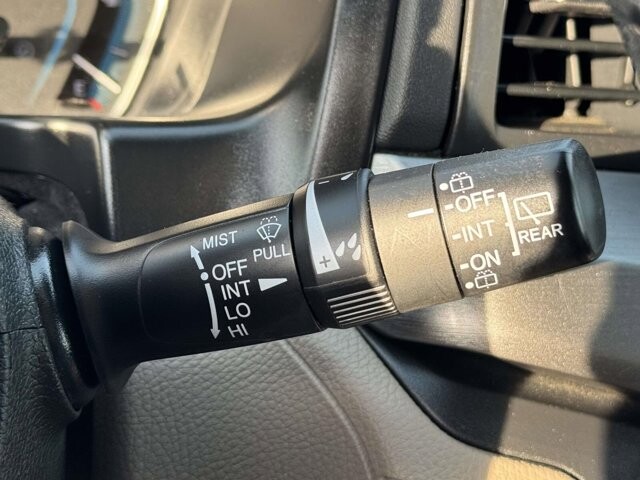 MIST
PULL
OFF
INT
LO
HI
- +
OFF
INT
ON
REAR
E